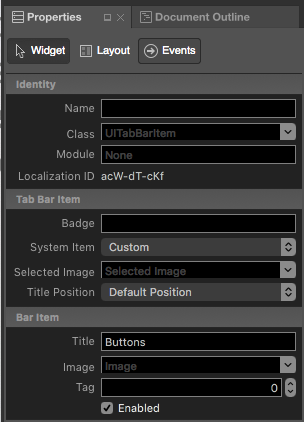 Properties
Document Outline
Widget
Layout
Events
Identity
Name
Class UITabBarItem
Module None
Localization ID acW-dT-cKf
Tab Bar Item
Badge
System Item Custom
Selected Image Selected Image
Title Position Default Position
Bar Item
Title Buttons
Image Image
Tag 0
Enabled